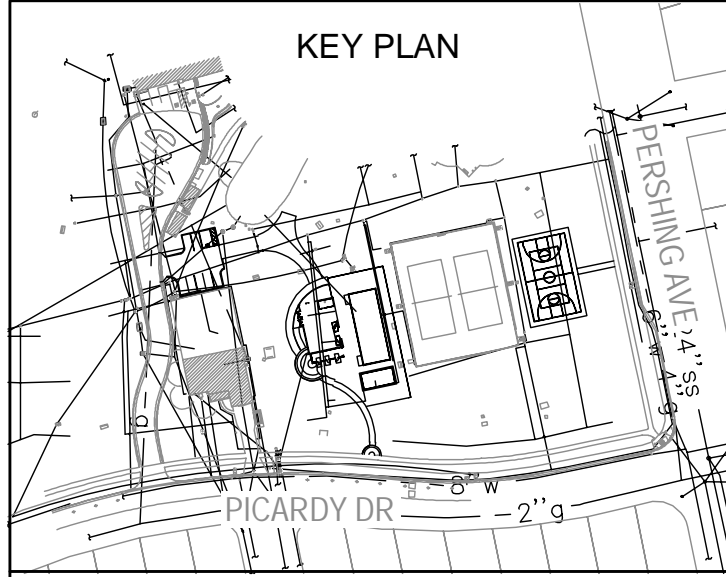 KEY PLAN
PERSHING AVE
6'' w 4'' g
4'' ss
PICARDY DR
8'' w
2'' g